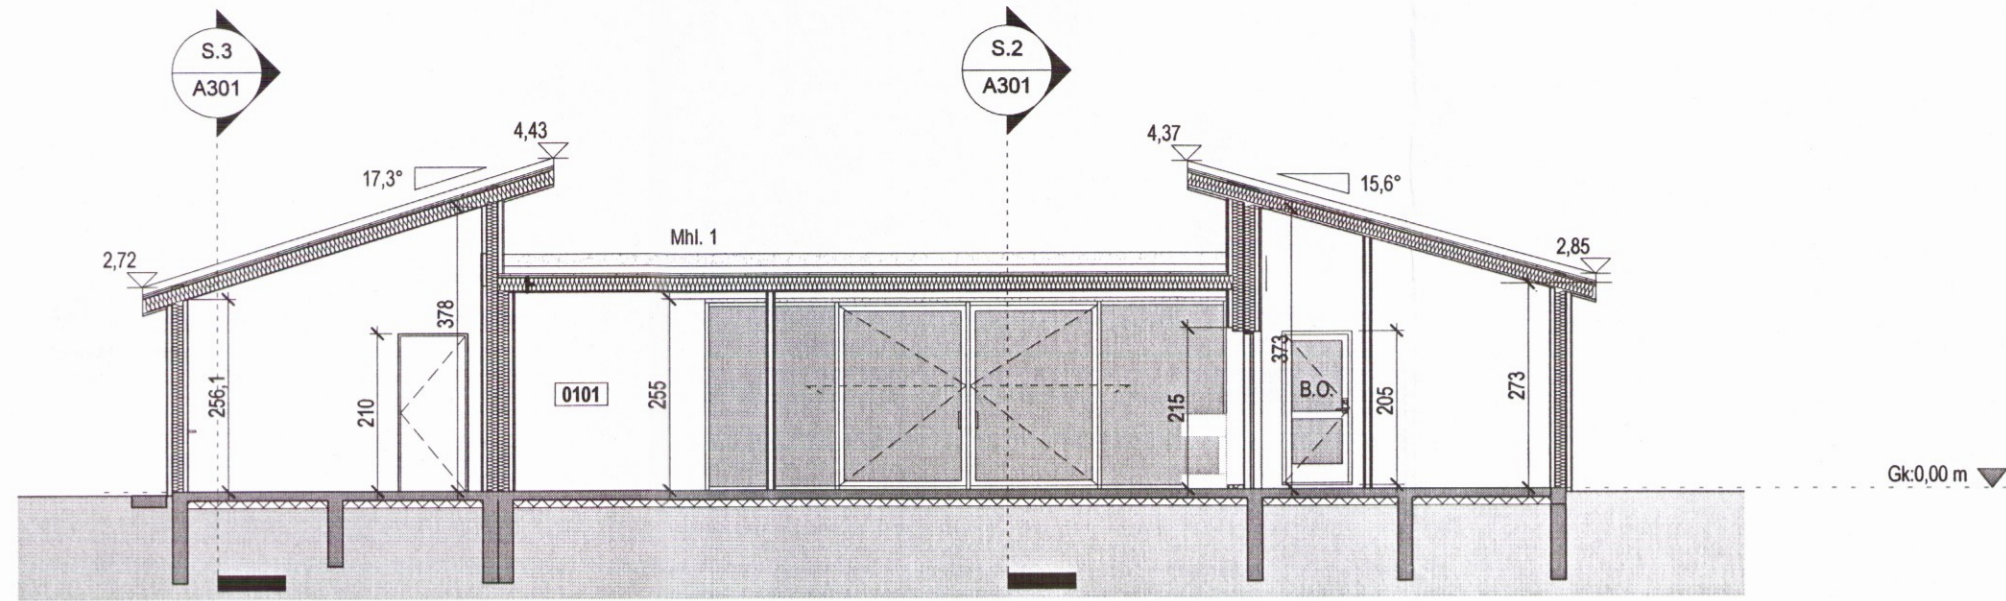 S.3
A301
S.2
A301
4,43
4,37
17,3°
15,6°
Mhl. 1
2,72
2,85
378
373
256,1
210
0101
255
215
B.O.
205
273
Gk:0,00 m